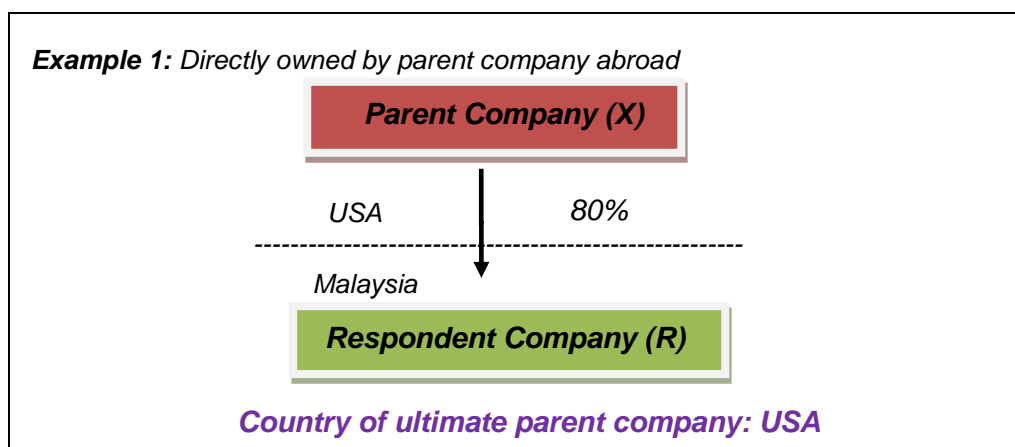 Example 1: Directly owned by parent company abroad
Parent Company (X)
USA 80%
Malaysia
Respondent Company (R)
Country of ultimate parent company: USA